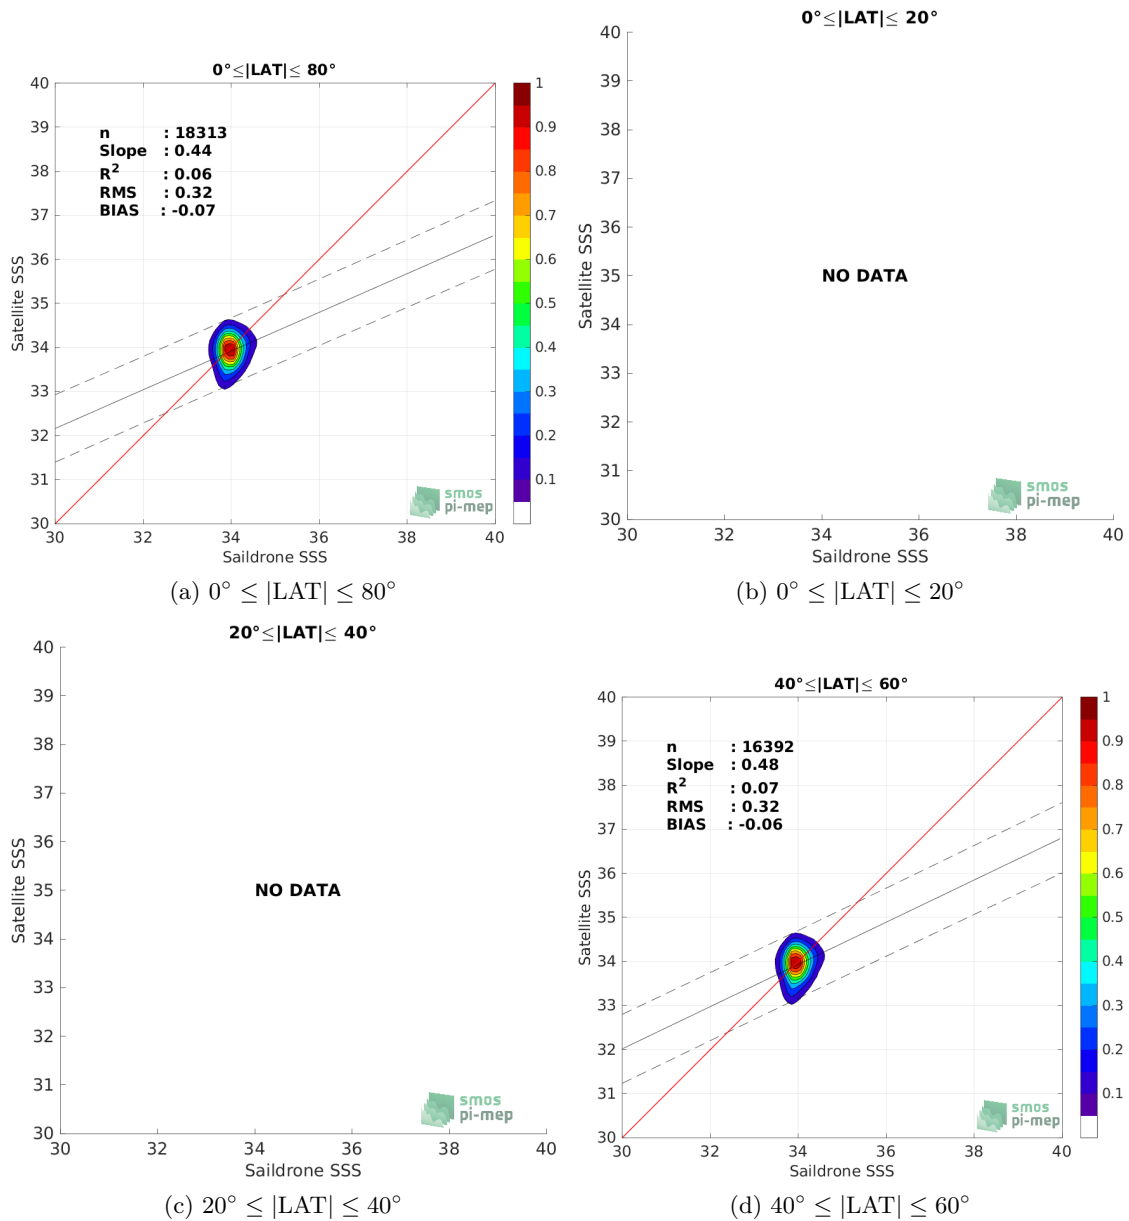 0°≤|LAT|≤ 80°
40
39
38
37
36
35
34
33
32
31
30
Satellite SSS
n : 18313
Slope : 0.44
R² : 0.06
RMS : 0.32
BIAS : -0.07
smos
pi-mep
30 32 34 36 38 40
Saildrone SSS
1
0.9
0.8
0.7
0.6
0.5
0.4
0.3
0.2
0.1
(a) 0° ≤ |LAT| ≤ 80°
0°≤|LAT|≤ 20°
40
39
38
37
36
35
34
33
32
31
30
Satellite SSS
NO DATA
smos
pi-mep
30 32 34 36 38 40
Saildrone SSS
(b) 0° ≤ |LAT| ≤ 20°
20°≤|LAT|≤ 40°
40
39
38
37
36
35
34
33
32
31
30
Satellite SSS
NO DATA
smos
pi-mep
30 32 34 36 38 40
Saildrone SSS
(c) 20° ≤ |LAT| ≤ 40°
40°≤|LAT|≤ 60°
40
39
38
37
36
35
34
33
32
31
30
Satellite SSS
n : 16392
Slope : 0.48
R² : 0.07
RMS : 0.32
BIAS : -0.06
smos
pi-mep
30 32 34 36 38 40
Saildrone SSS
1
0.9
0.8
0.7
0.6
0.5
0.4
0.3
0.2
0.1
(d) 40° ≤ |LAT| ≤ 60°